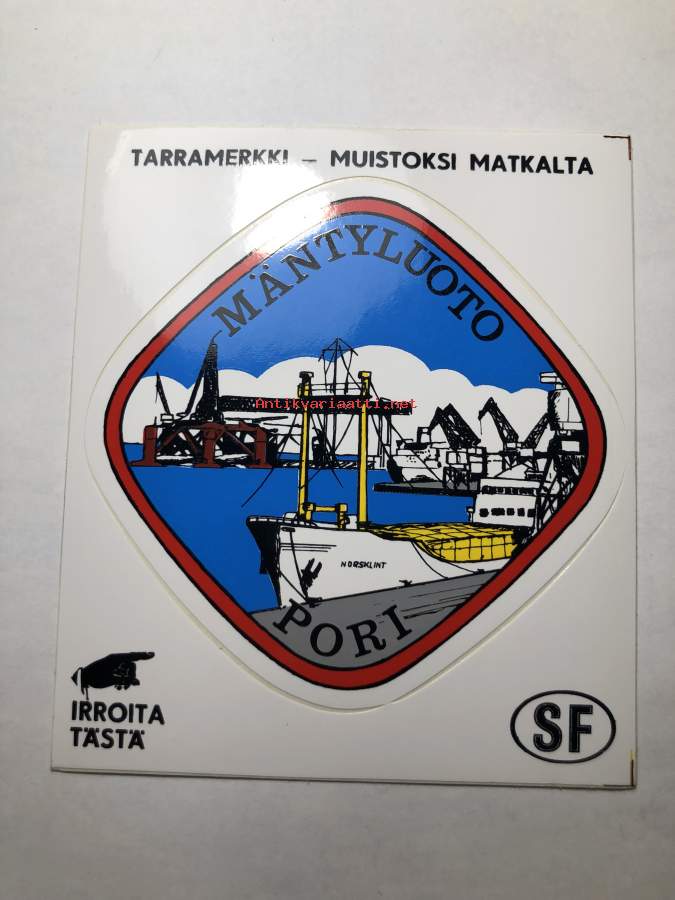 TARRAMERKKI – MUISTOKSI MATKALTA
MÄNTYLUOTO
Antikvariaatti.net
NORSKLINT
PORI
IRROITA
TÄSTÄ
SF